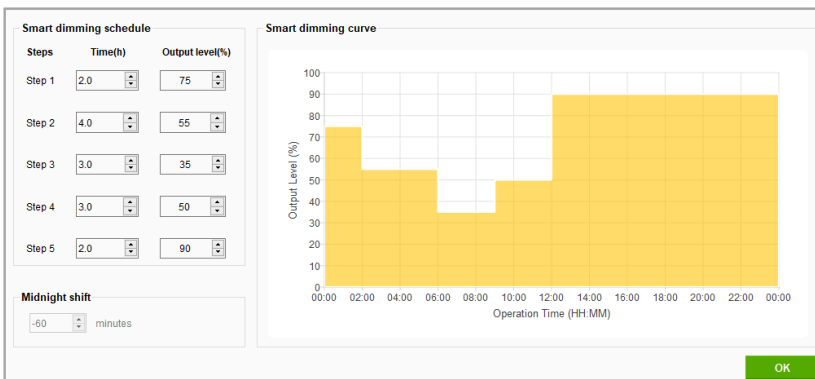 Smart dimming schedule
Steps Time(h) Output level(%)
Step 1 2.0 75
Step 2 4.0 55
Step 3 3.0 35
Step 4 3.0 50
Step 5 2.0 90
Midnight shift
-60 minutes
Smart dimming curve
Output Level (%)
100
90
80
70
60
50
40
30
20
10
0
00:00 02:00 04:00 06:00 08:00 10:00 12:00 14:00 16:00 18:00 20:00 22:00 00:00
Operation Time (HH:MM)
OK